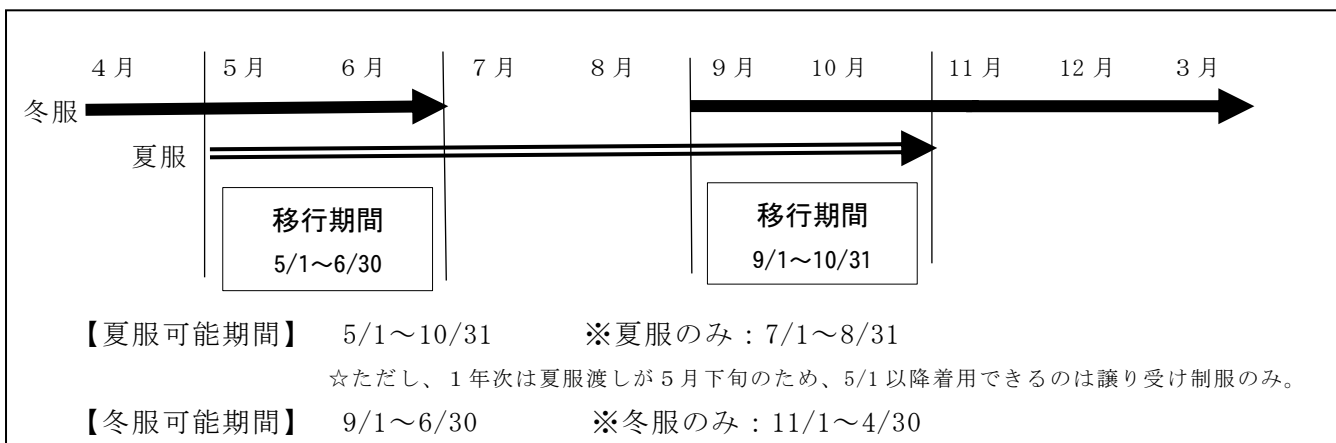 ４月 ５月 ６月 ７月 ８月 ９月 10月 11月 12月 ３月
冬服
夏服
移行期間
5/1～6/30
移行期間
9/1～10/31
【夏服可能期間】 5/1～10/31 ※夏服のみ：7/1～8/31
☆ただし、１年次は夏服渡しが５月下旬のため、5/1以降着用できるのは譲り受け制服のみ。
【冬服可能期間】 9/1～6/30 ※冬服のみ：11/1～4/30